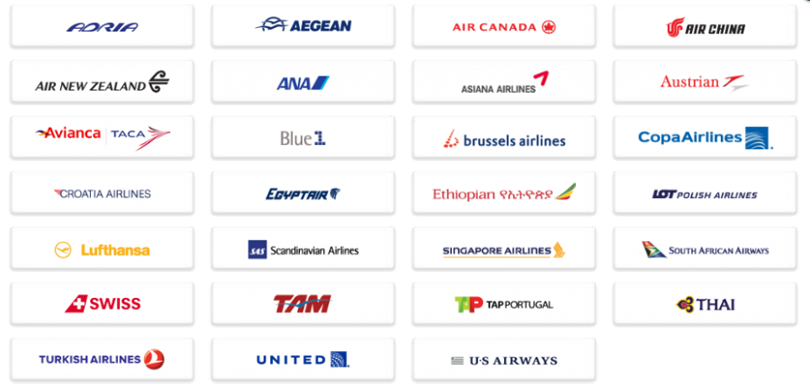 ADRIA
AEGEAN
AIR CANADA
AIR CHINA
AIR NEW ZEALAND
ANA
ASIANA AIRLINES
Austrian
Avianca TACA
Blue1
brussels airlines
CopaAirlines
CROATIA AIRLINES
EGYPTAIR
Ethiopian የኢትዮጵያ
LOT POLISH AIRLINES
Lufthansa
SAS Scandinavian Airlines
SINGAPORE AIRLINES
SOUTH AFRICAN AIRWAYS
SWISS
TAM
TAP TAP PORTUGAL
THAI
TURKISH AIRLINES
UNITED
U·S AIRWAYS